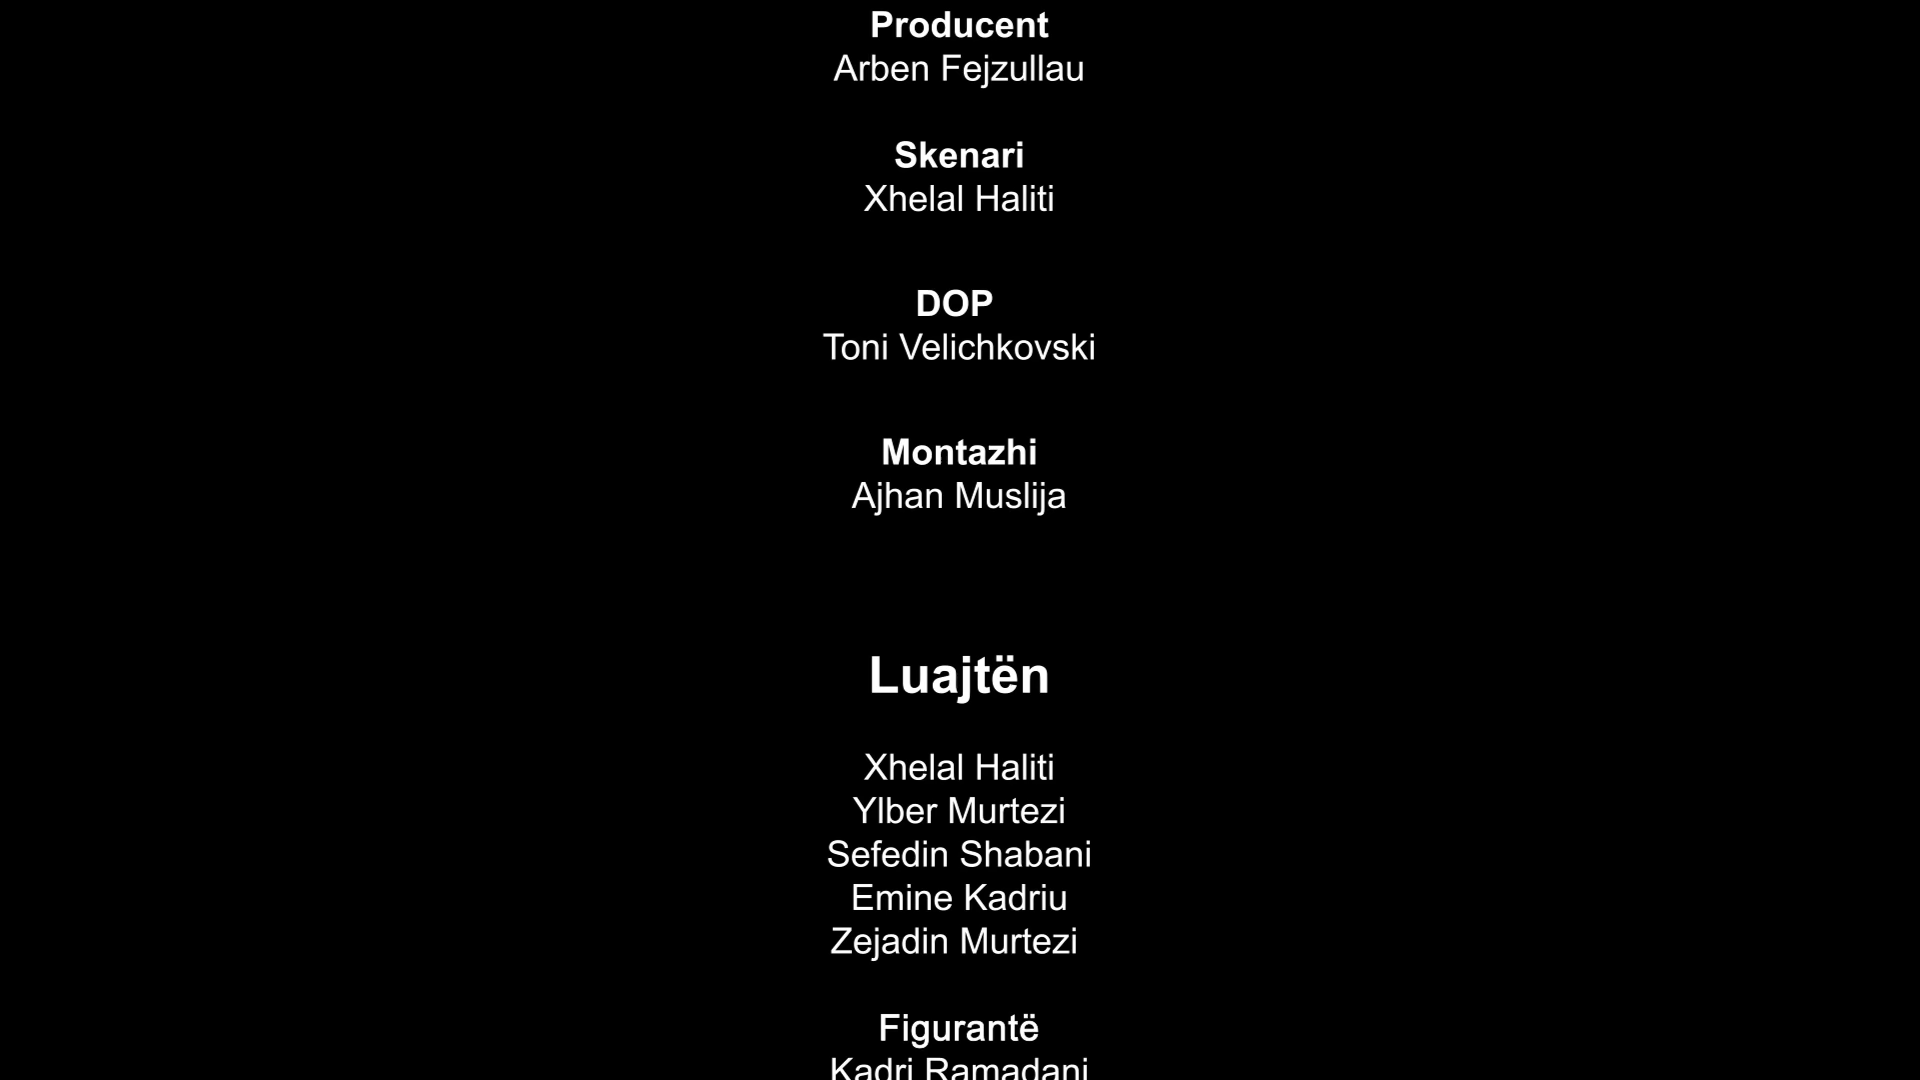 Producent
Arben Fejzullau
Skenari
Xhelal Haliti
DOP
Toni Velichkovski
Montazhi
Ajhan Muslija
Luajtën
Xhelal Haliti
Ylber Murtezi
Sefedin Shabani
Emine Kadriu
Zejadin Murtezi
Figurantë
Kadri Ramadani